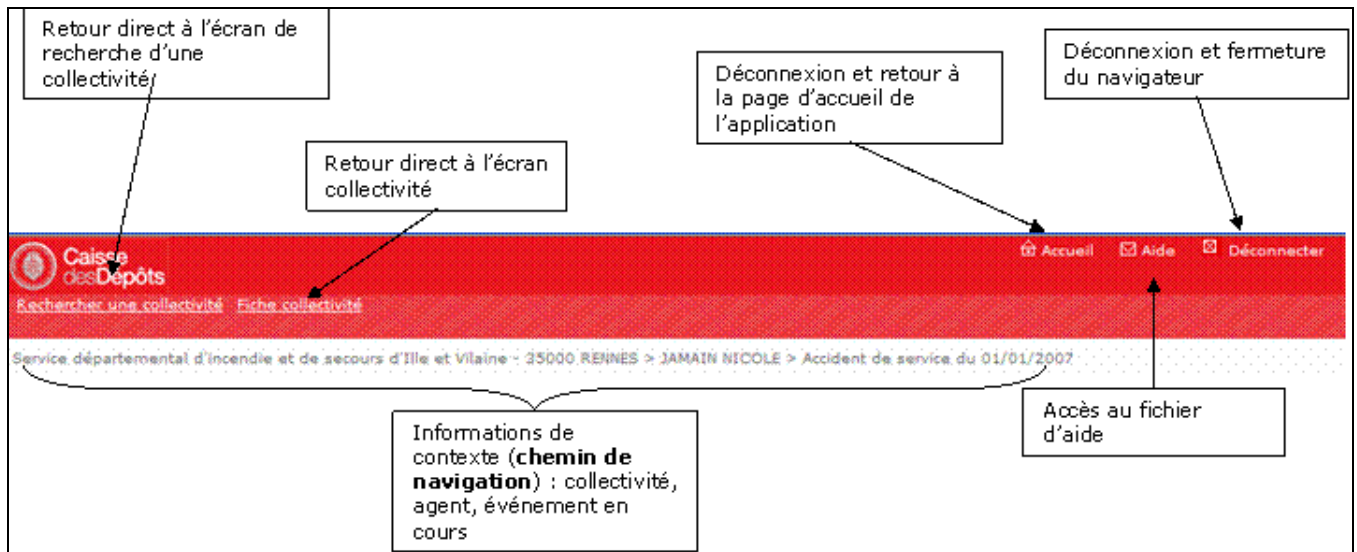 Retour direct à l'écran de
recherche d'une
collectivité
Déconnexion et retour à
la page d'accueil de
l'application
Déconnexion et fermeture
du navigateur
Retour direct à l'écran
collectivité
Caisse
desDépôts
Accueil Aide Déconnecter
Rechercher une collectivité Fiche collectivité
Service départemental d'incendie et de secours d'Ille et Vilaine - 35000 RENNES > JAMAIN NICOLE > Accident de service du 01/01/2007
Informations de
contexte (chemin de
navigation) : collectivité,
agent, événement en
cours
Accès au fichier
d'aide